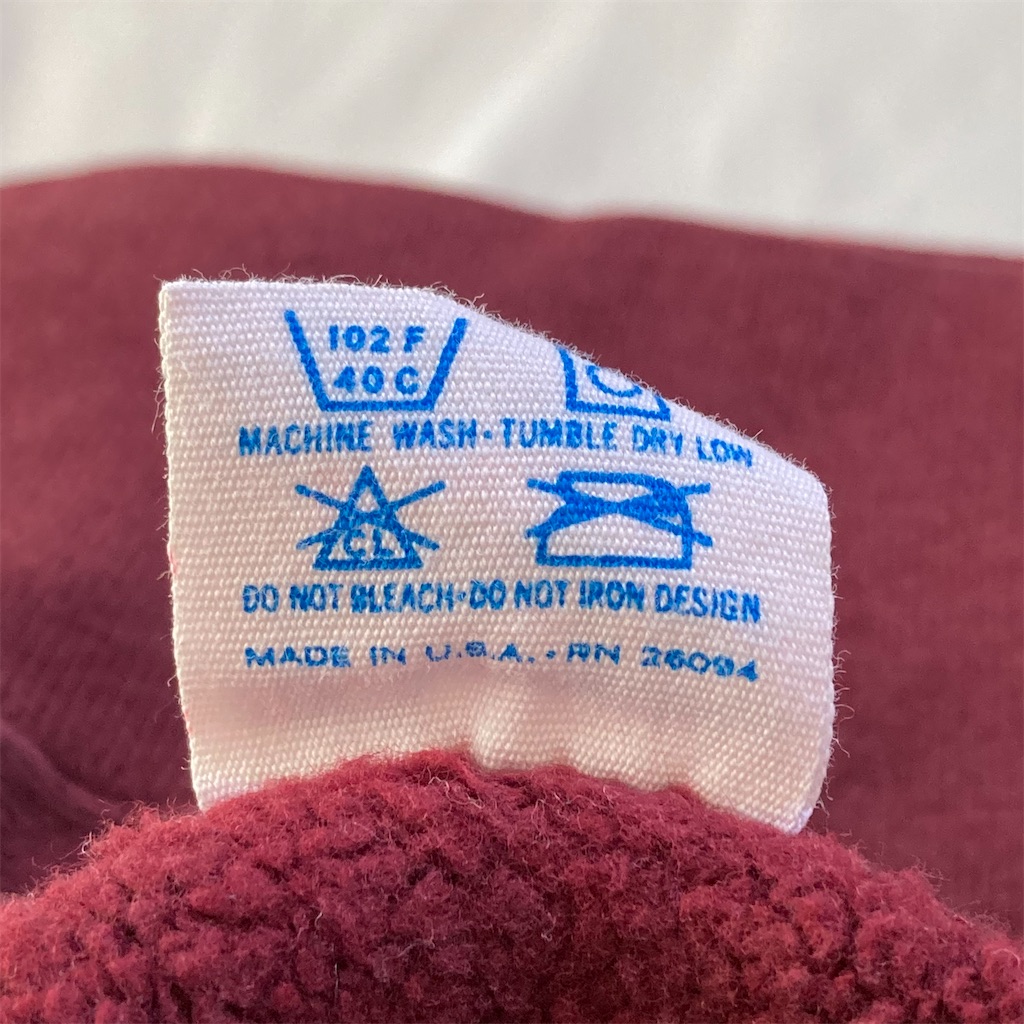 102 F
40 C
C
MACHINE WASH · TUMBLE DRY LOW
CL
DO NOT BLEACH · DO NOT IRON DESIGN
MADE IN U.S.A. · RN 26094